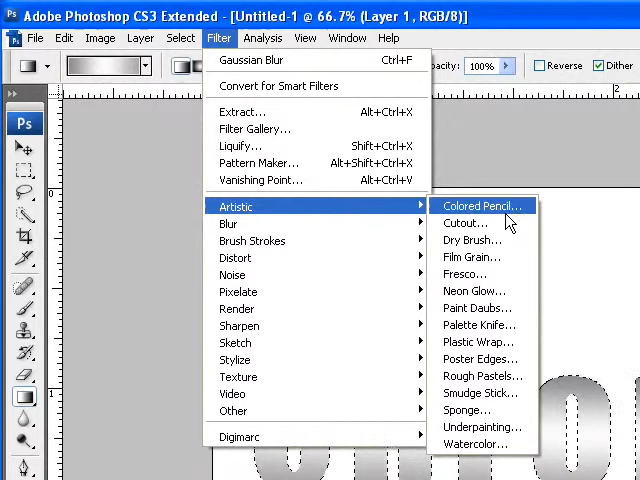 Adobe Photoshop CS3 Extended - [Untitled-1 @ 66.7% (Layer 1, RGB/8)]
File Edit Image Layer Select Filter Analysis View Window Help
pacity: 100% Reverse Dither
Gaussian Blur Ctrl+F
Convert for Smart Filters
Extract... Alt+Ctrl+X
Filter Gallery...
Liquify... Shift+Ctrl+X
Pattern Maker... Alt+Shift+Ctrl+X
Vanishing Point... Alt+Ctrl+V
Artistic
Blur
Brush Strokes
Distort
Noise
Pixelate
Render
Sharpen
Sketch
Stylize
Texture
Video
Other
Digimarc
Colored Pencil...
Cutout...
Dry Brush...
Film Grain...
Fresco...
Neon Glow...
Paint Daubs...
Palette Knife...
Plastic Wrap...
Poster Edges...
Rough Pastels...
Smudge Stick...
Sponge...
Underpainting...
Watercolor...
Ps
2
0
1